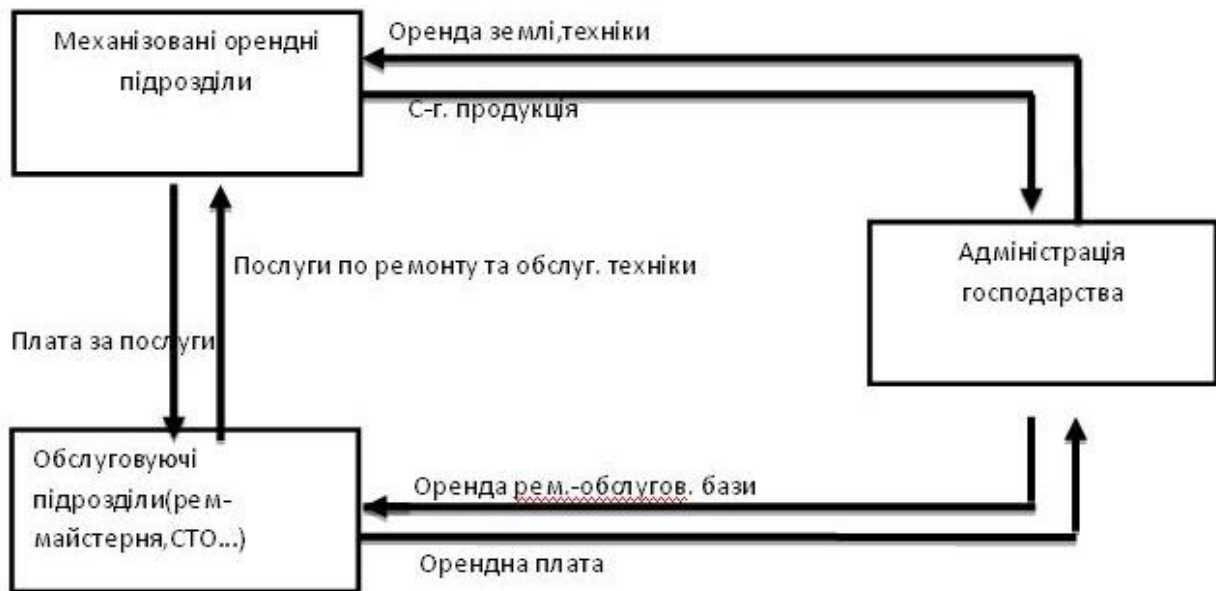 Механізовані орендні
підрозділи
Оренда землі,техніки
С-г. продукція
Адміністрація
господарства
Послуги по ремонту та обслуг. техніки
Плата за послуги
Обслуговуючі
підрозділи(рем-
майстерня,СТО...)
Оренда рем.-обслугов. бази
Орендна плата